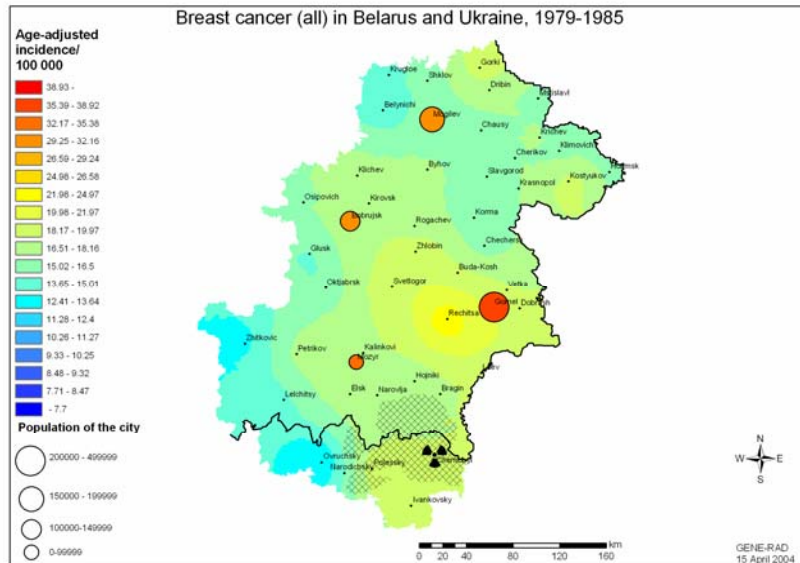 Breast cancer (all) in Belarus and Ukraine, 1979-1985
Age-adjusted
incidence/
100 000
38.93 -
35.39 - 38.92
32.17 - 35.38
29.25 - 32.16
26.59 - 29.24
24.98 - 26.58
21.98 - 24.97
19.98 - 21.97
18.17 - 19.97
16.51 - 18.16
15.02 - 16.5
13.65 - 15.01
12.41 - 13.64
11.28 - 12.4
10.26 - 11.27
9.33 - 10.25
8.48 - 9.32
7.71 - 8.47
- 7.7
Population of the city
200000 - 499999
150000 - 199999
100000-149999
0-99999
Gorki
Krugloe
Shklov
Dribin
Mstislavl
Belynichi
Mogilev
Chausy
Krichev
Klimovich
Cherikov
Klichev
Byhov
Slavgorod
Kostyukov
Krasnopol
Osipovich
Kirovsk
Bobrujsk
Rogachev
Korma
Glusk
Zhlobin
Chechersk
Buda-Kosh
Oktjabrsk
Svetlogor
Vetka
Gomel
Dobrush
Rechitsa
Zhitkovic
Petrikov
Kalinkovi
Mozyr
Hojniki
Lelchitsy
Elsk
Narovlja
Bragin
Ovruchsky
Narodichsky
Polessky
Chernobyl
Ivankovsky
N
W
E
S
km
0 10 20 40 80 120 160
GENE-RAD
15 April 2004